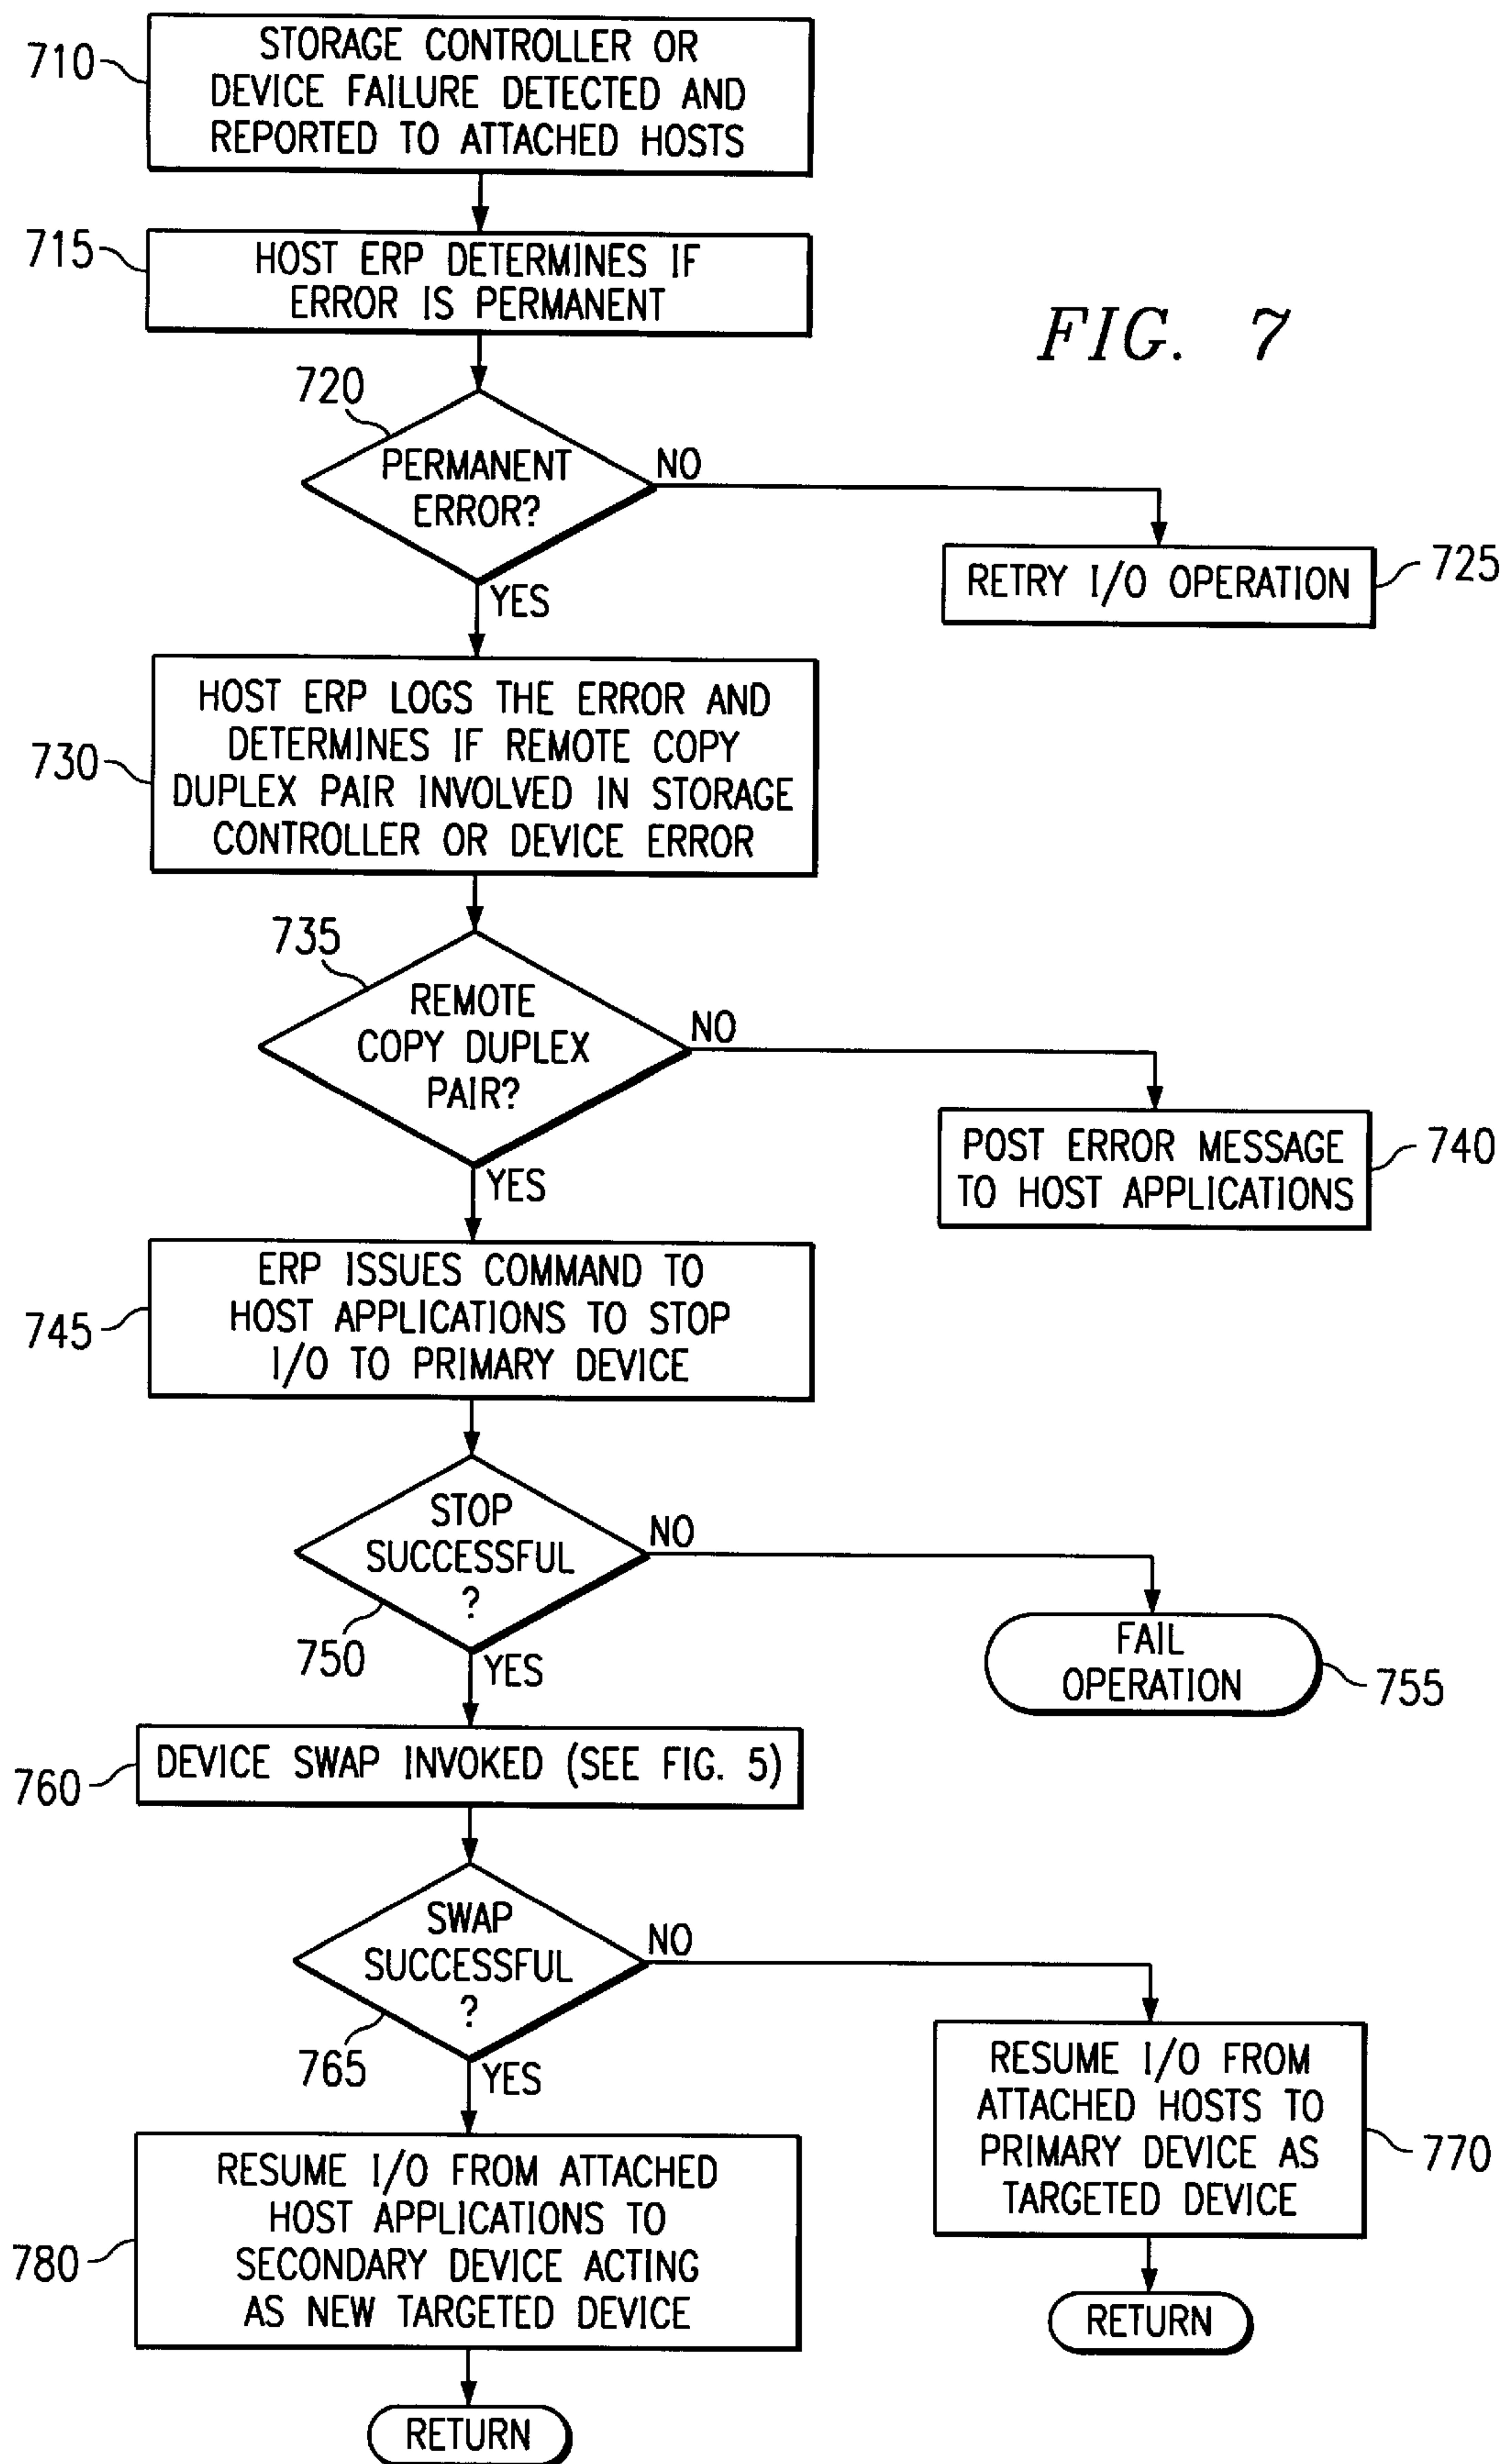 710
STORAGE CONTROLLER OR
DEVICE FAILURE DETECTED AND
REPORTED TO ATTACHED HOSTS
715
HOST ERP DETERMINES IF
ERROR IS PERMANENT
FIG. 7
720
PERMANENT
ERROR?
NO
YES
RETRY I/O OPERATION
725
730
HOST ERP LOGS THE ERROR AND
DETERMINES IF REMOTE COPY
DUPLEX PAIR INVOLVED IN STORAGE
CONTROLLER OR DEVICE ERROR
735
REMOTE
COPY DUPLEX
PAIR?
NO
YES
POST ERROR MESSAGE
TO HOST APPLICATIONS
740
745
ERP ISSUES COMMAND TO
HOST APPLICATIONS TO STOP
I/O TO PRIMARY DEVICE
STOP
SUCCESSFUL
?
NO
750
YES
FAIL
OPERATION
755
760
DEVICE SWAP INVOKED (SEE FIG. 5)
SWAP
SUCCESSFUL
?
NO
765
YES
RESUME I/O FROM
ATTACHED HOSTS TO
PRIMARY DEVICE AS
TARGETED DEVICE
770
RETURN
780
RESUME I/O FROM ATTACHED
HOST APPLICATIONS TO
SECONDARY DEVICE ACTING
AS NEW TARGETED DEVICE
RETURN